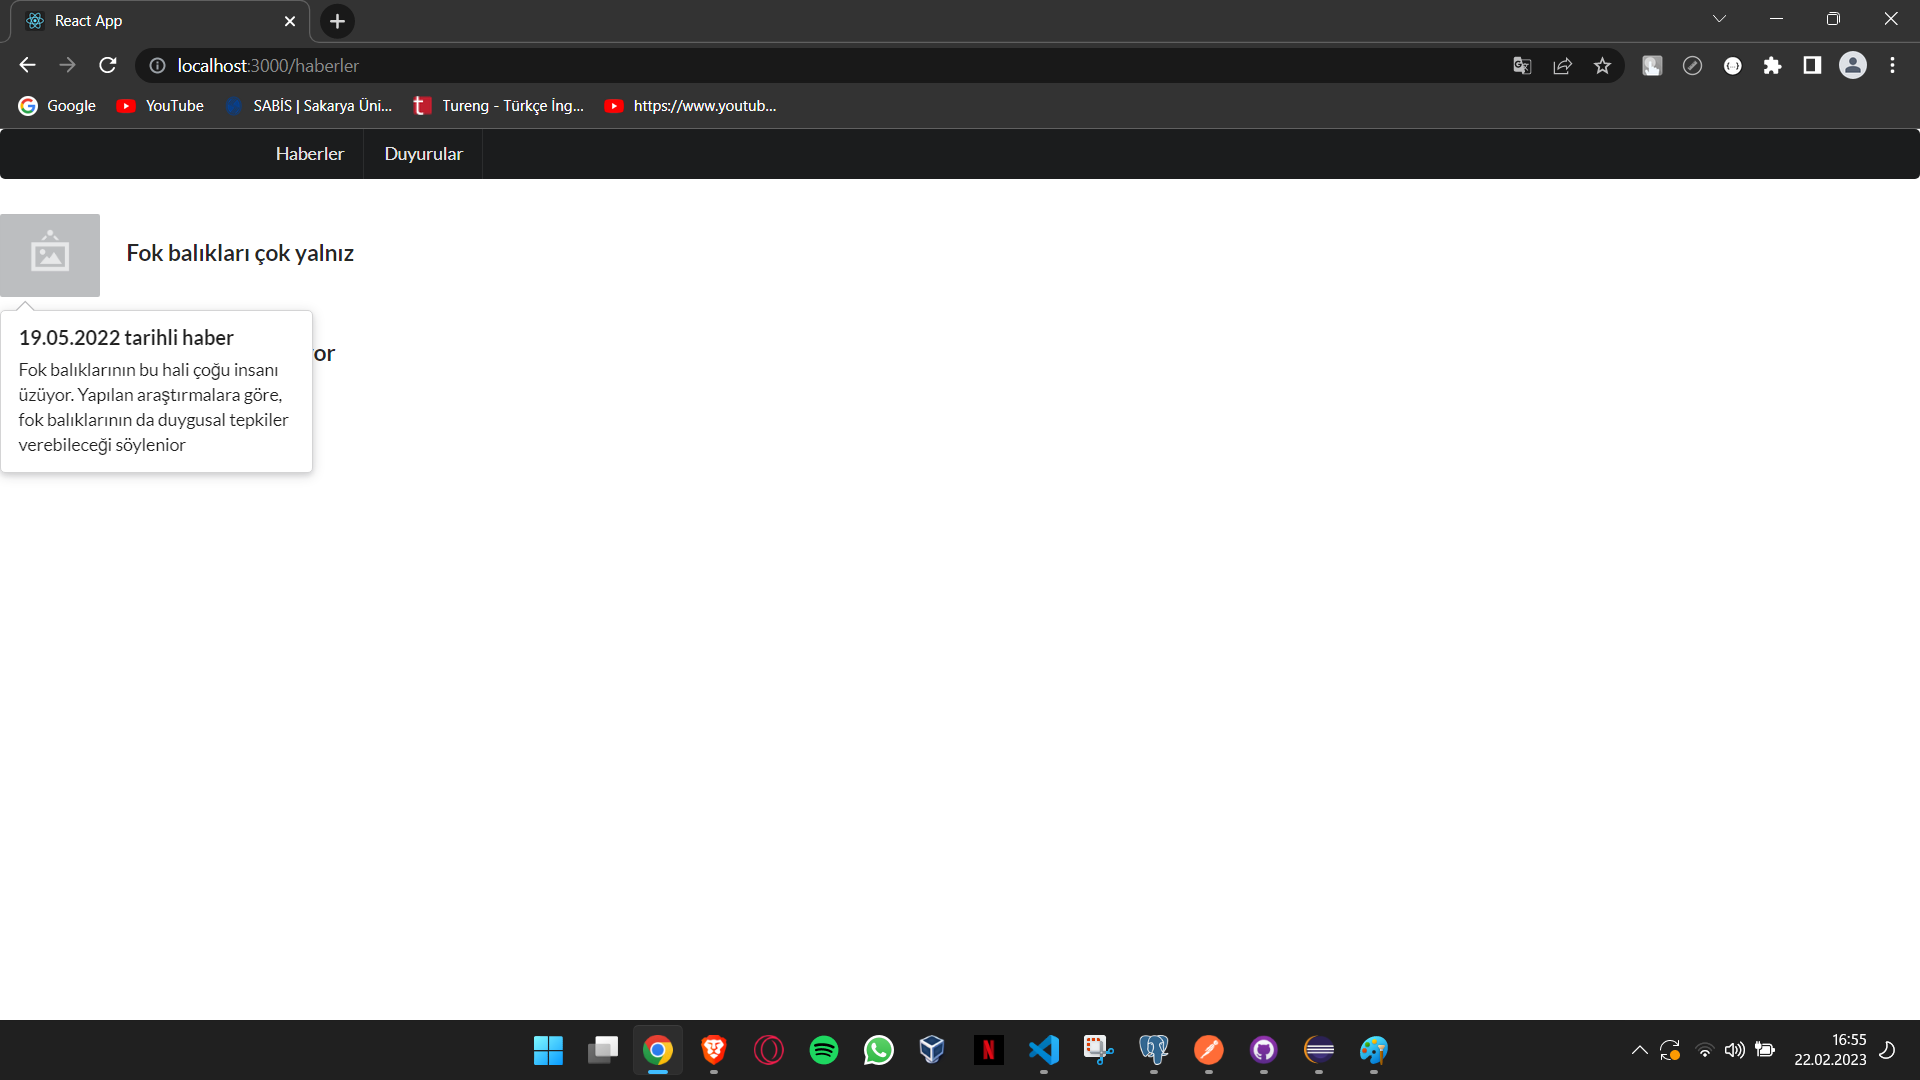 React App
localhost:3000/haberler
Google
YouTube
SABİS | Sakarya Üni...
Tureng - Türkçe İng...
https://www.youtub...
Haberler
Duyurular
Fok balıkları çok yalnız
19.05.2022 tarihli haber
or
Fok balıklarının bu hali çoğu insanı
üzüyor. Yapılan araştırmalara göre,
fok balıklarının da duygusal tepkiler
verebileceği söylenior
16:55
22.02.2023